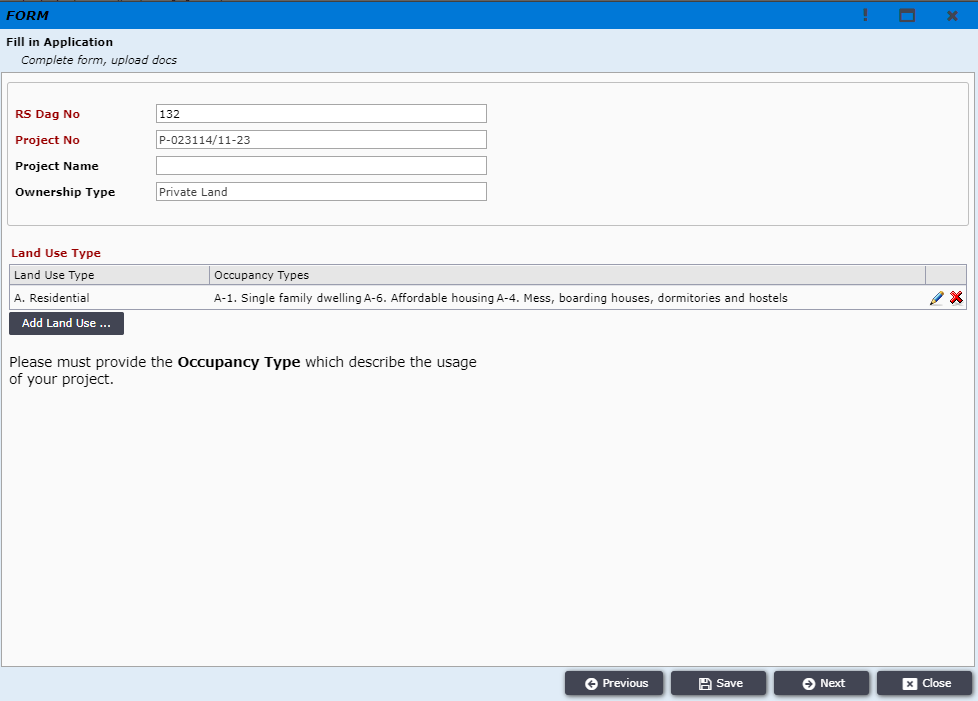 FORM
Fill in Application
Complete form, upload docs
RS Dag No 132
Project No P-023114/11-23
Project Name
Ownership Type Private Land
Land Use Type
Land Use Type Occupancy Types
A. Residential A-1. Single family dwelling A-6. Affordable housing A-4. Mess, boarding houses, dormitories and hostels
Add Land Use ...
Please must provide the Occupancy Type which describe the usage
of your project.
Previous Save Next Close